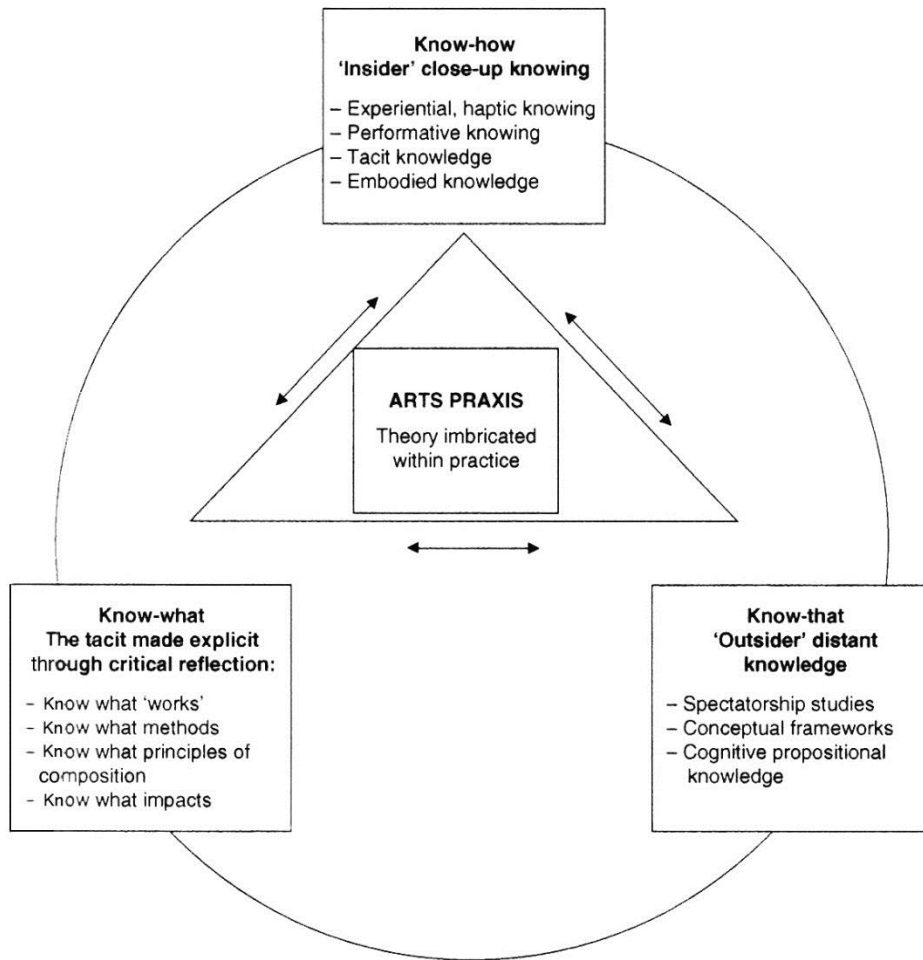 Know-how
‘Insider’ close-up knowing
– Experiential, haptic knowing
– Performative knowing
– Tacit knowledge
– Embodied knowledge
ARTS PRAXIS
Theory imbricated
within practice
Know-what
The tacit made explicit
through critical reflection:
– Know what ‘works’
– Know what methods
– Know what principles of
composition
– Know what impacts
Know-that
‘Outsider’ distant
knowledge
– Spectatorship studies
– Conceptual frameworks
– Cognitive propositional
knowledge